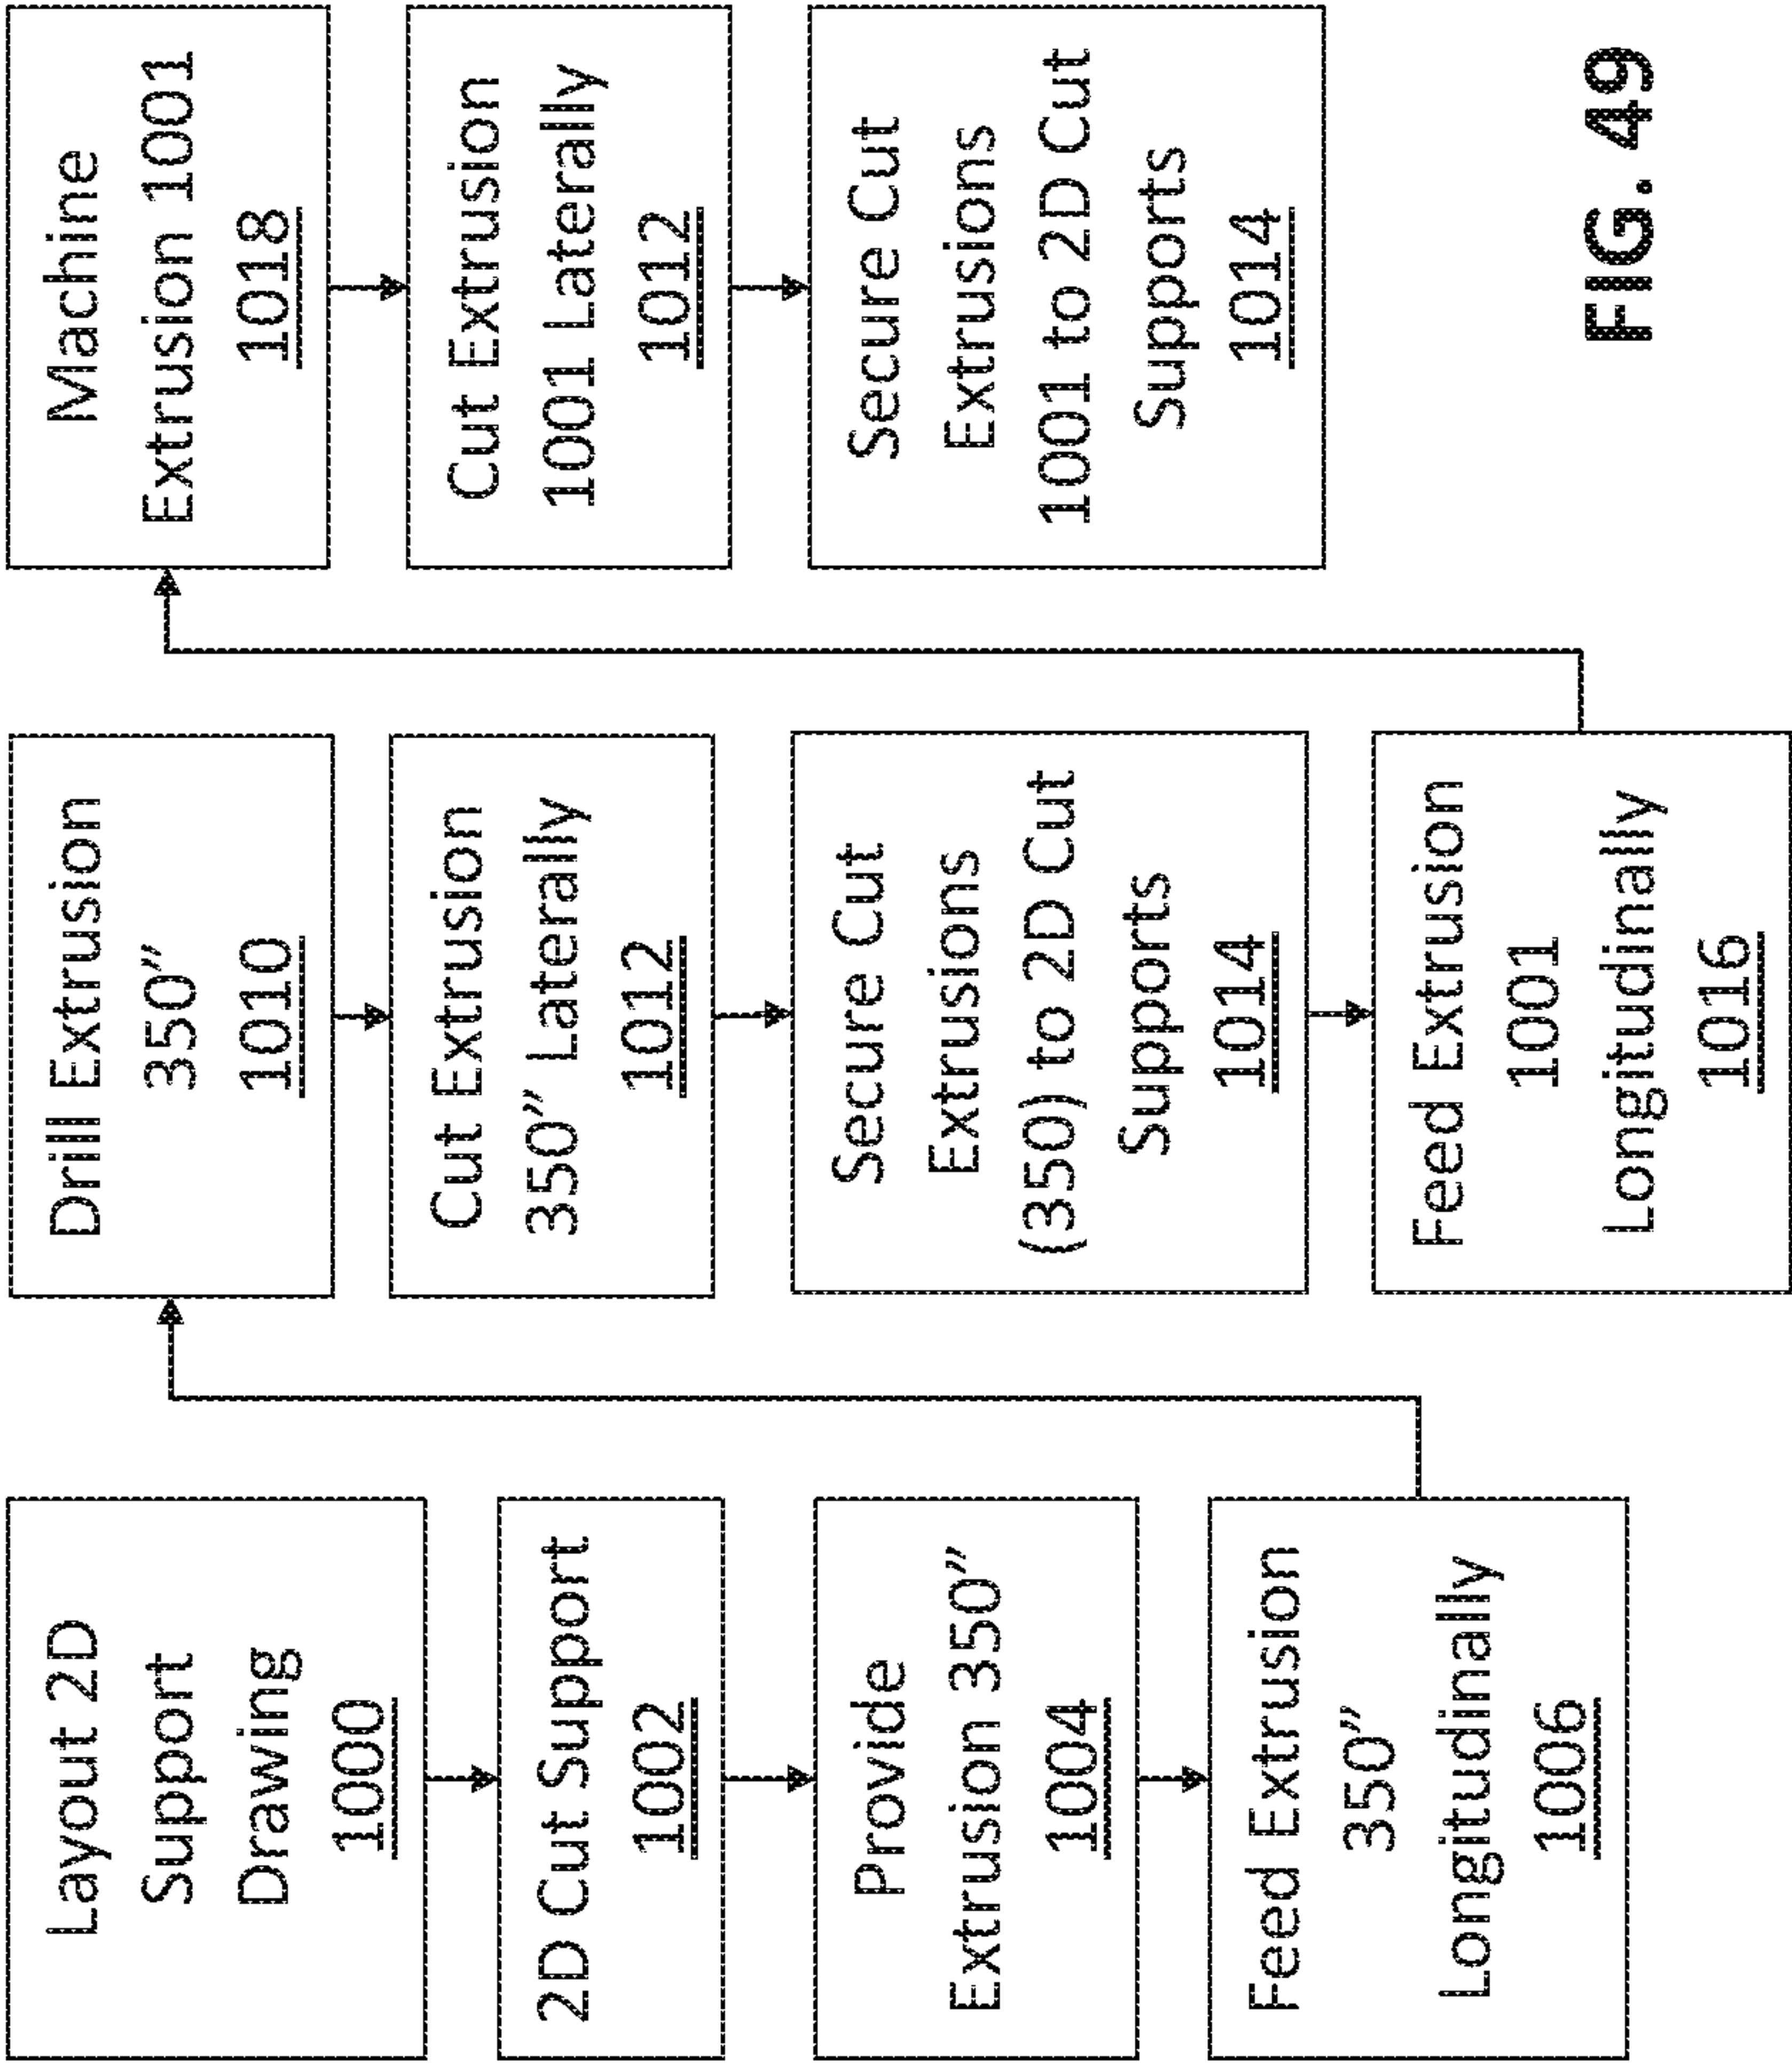 Layout 2D
Support
Drawing
1000
2D Cut Support
1002
Provide
Extrusion 350”
1004
Feed Extrusion
350”
Longitudinally
1006
Drill Extrusion
350”
1010
Cut Extrusion
350” Laterally
1012
Secure Cut
Extrusions
(350) to 2D Cut
Supports
1014
Feed Extrusion
1001
Longitudinally
1016
Machine
Extrusion 1001
1018
Cut Extrusion
1001 Laterally
1012
Secure Cut
Extrusions
1001 to 2D Cut
Supports
1014
FIG. 49